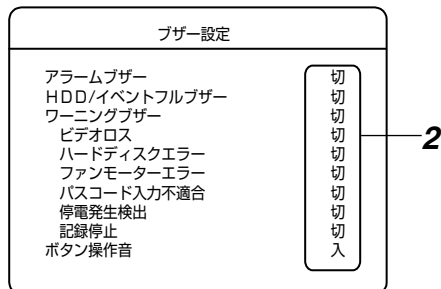 ブザー設定
アラームブザー 切
HDD/イベントフルブザー 切
ワーニングブザー 切
ビデオロス 切
ハードディスクエラー 切
ファンモーターエラー 切
パスコード入力不適合 切
停電発生検出 切
記録停止 切
ボタン操作音 入
2